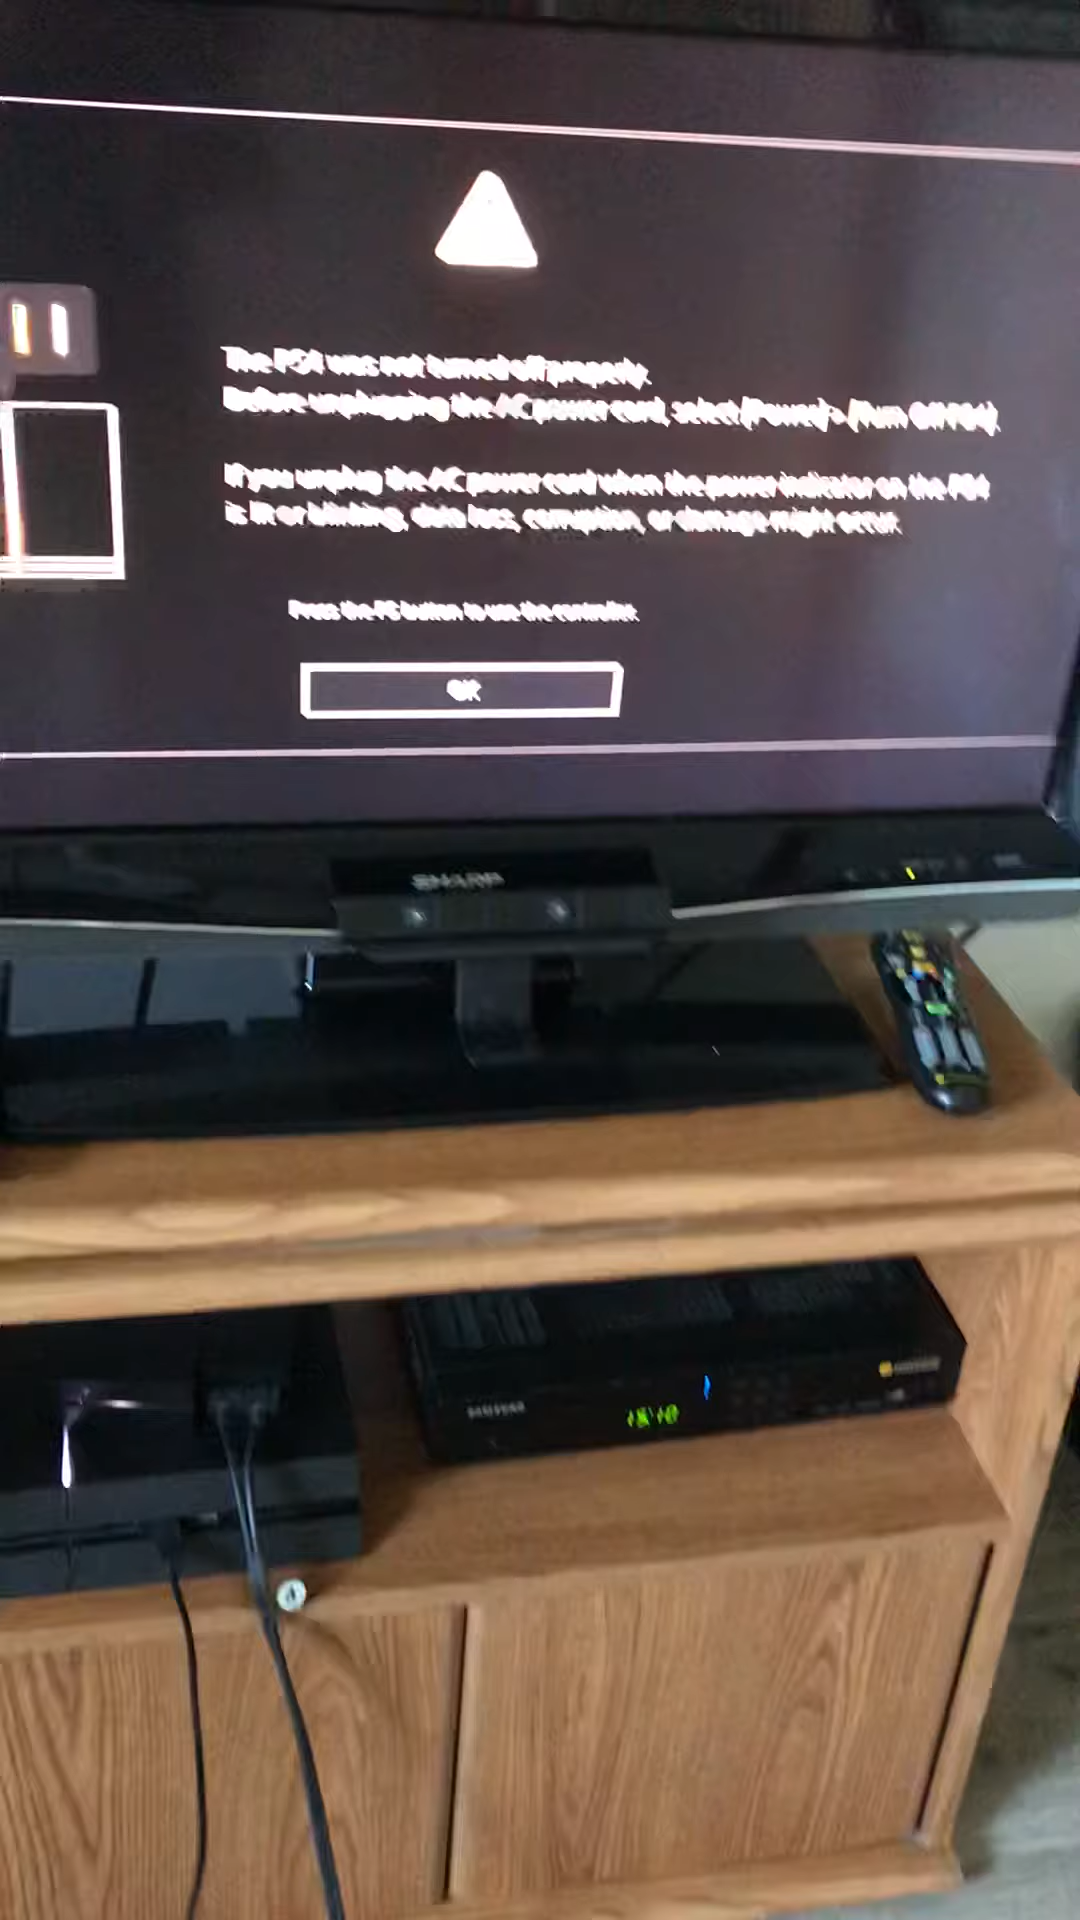 The PS4 was not turned off properly.
Before unplugging the AC power cord, select [Power] > [Turn Off PS4].
If you unplug the AC power cord when the power indicator on the PS4
is lit or blinking, data loss, corruption, or damage might occur.
Press the PS button to use the controller.
OK
SHARP
SAMSUNG